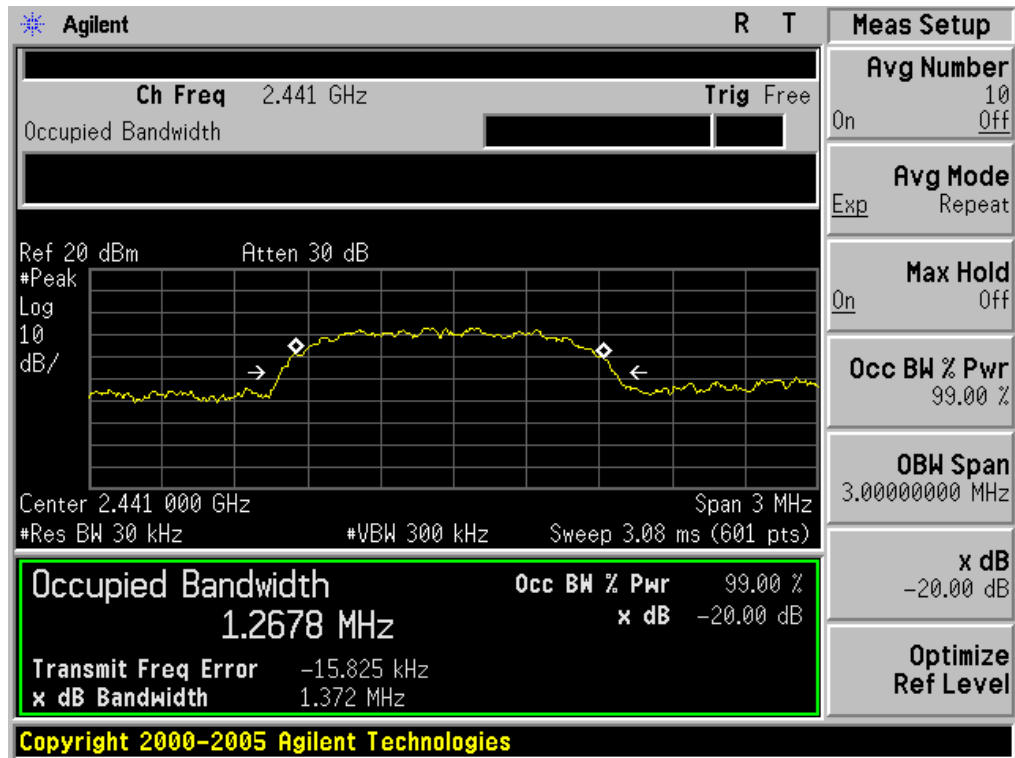 Agilent R T
Ch Freq 2.441 GHz Trig Free
Occupied Bandwidth
Ref 20 dBm Atten 30 dB
#Peak
Log
10
dB/
Center 2.441 000 GHz Span 3 MHz
#Res BW 30 kHz #VBW 300 kHz Sweep 3.08 ms (601 pts)
Occupied Bandwidth Occ BW % Pwr 99.00 %
1.2678 MHz x dB -20.00 dB
Transmit Freq Error -15.825 kHz
x dB Bandwidth 1.372 MHz
Copyright 2000-2005 Agilent Technologies
Meas Setup
Avg Number
10
On Off
Avg Mode
Exp Repeat
Max Hold
On Off
Occ BW % Pwr
99.00 %
OBW Span
3.00000000 MHz
x dB
-20.00 dB
Optimize
Ref Level